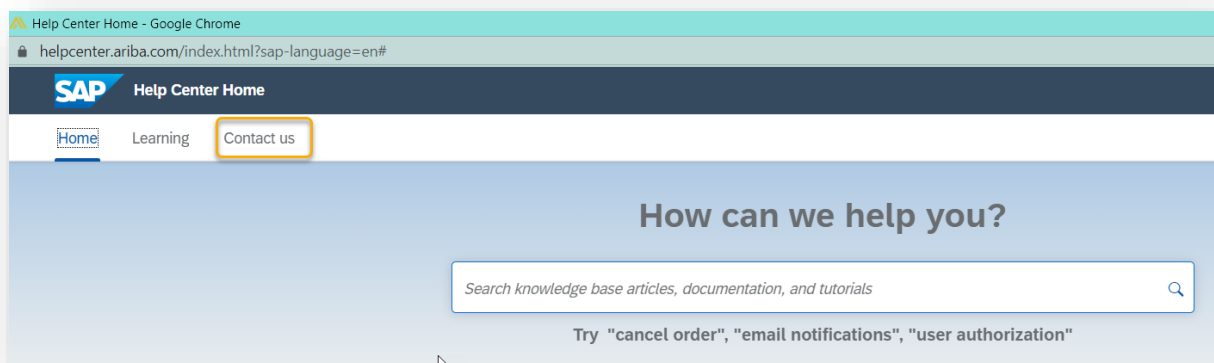 Help Center Home - Google Chrome
helpcenter.ariba.com/index.html?sap-language=en#
SAP Help Center Home
Home Learning Contact us
How can we help you?
Search knowledge base articles, documentation, and tutorials
Try "cancel order", "email notifications", "user authorization"